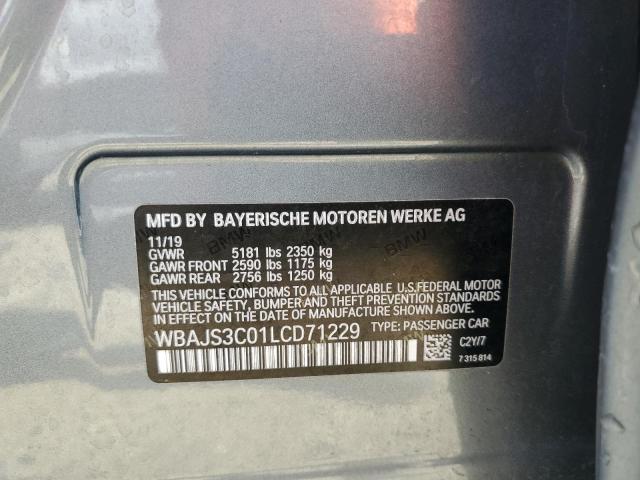 MFD BY BAYERISCHE MOTOREN WERKE AG
11/19
GVWR 5181 lbs 2350 kg
GAWR FRONT 2590 lbs 1175 kg
GAWR REAR 2756 lbs 1250 kg
THIS VEHICLE CONFORMS TO ALL APPLICABLE U.S.FEDERAL MOTOR
VEHICLE SAFETY, BUMPER, AND THEFT PREVENTION STANDARDS IN
EFFECT ON THE DATE OF MANUFACTURE SHOWN ABOVE.
WBAJS3C01LCD71229 TYPE: PASSENGER CAR
C2Y/7
7 315 814